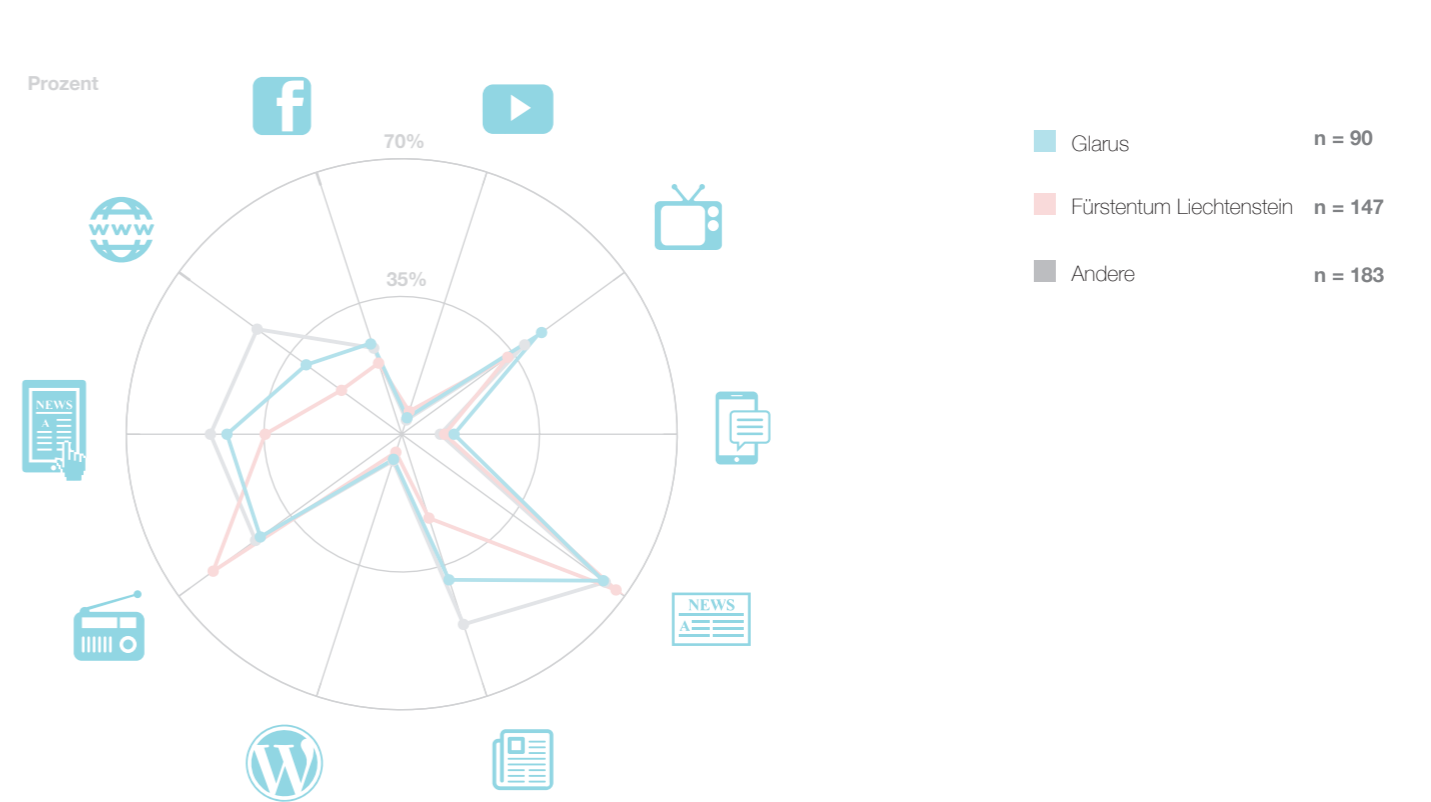 Prozent
70%
35%
www
NEWS
A
NEWS
A
Glarus n = 90
Fürstentum Liechtenstein n = 147
Andere n = 183